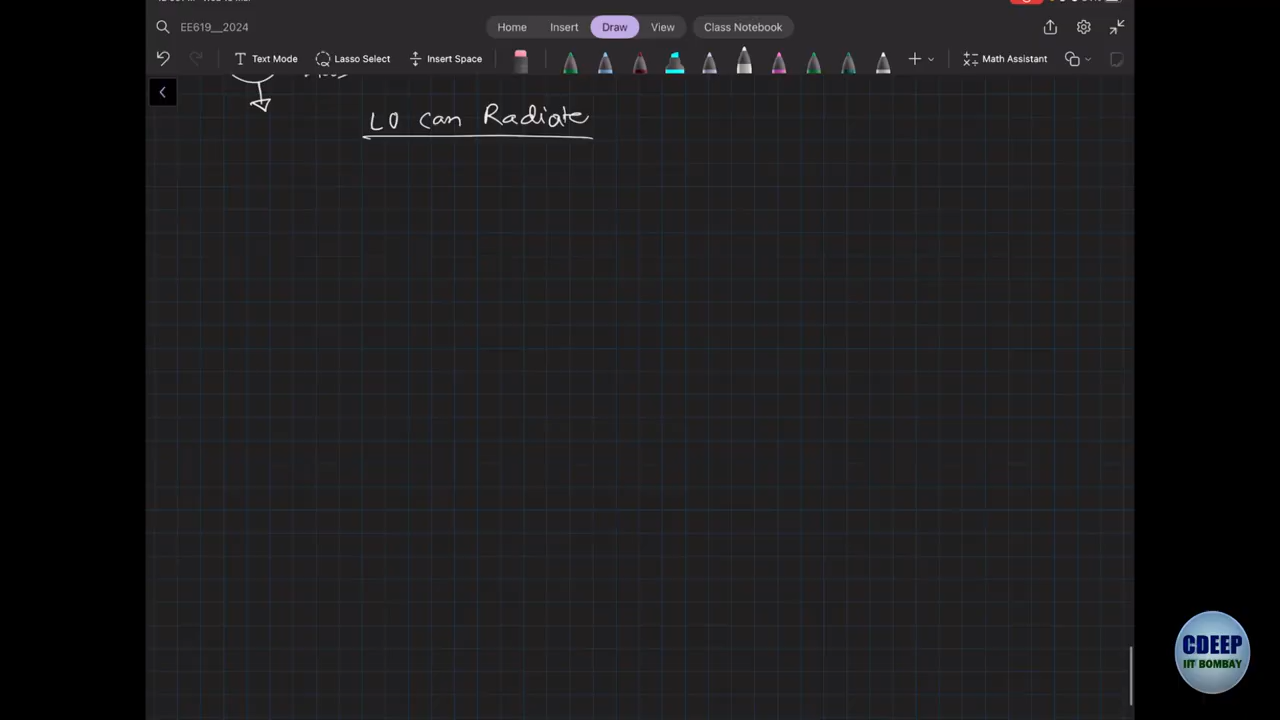 EE619__2024
Home Insert Draw View Class Notebook
Text Mode Lasso Select Insert Space Math Assistant
LO can Radiate
CDEEP
IIT BOMBAY